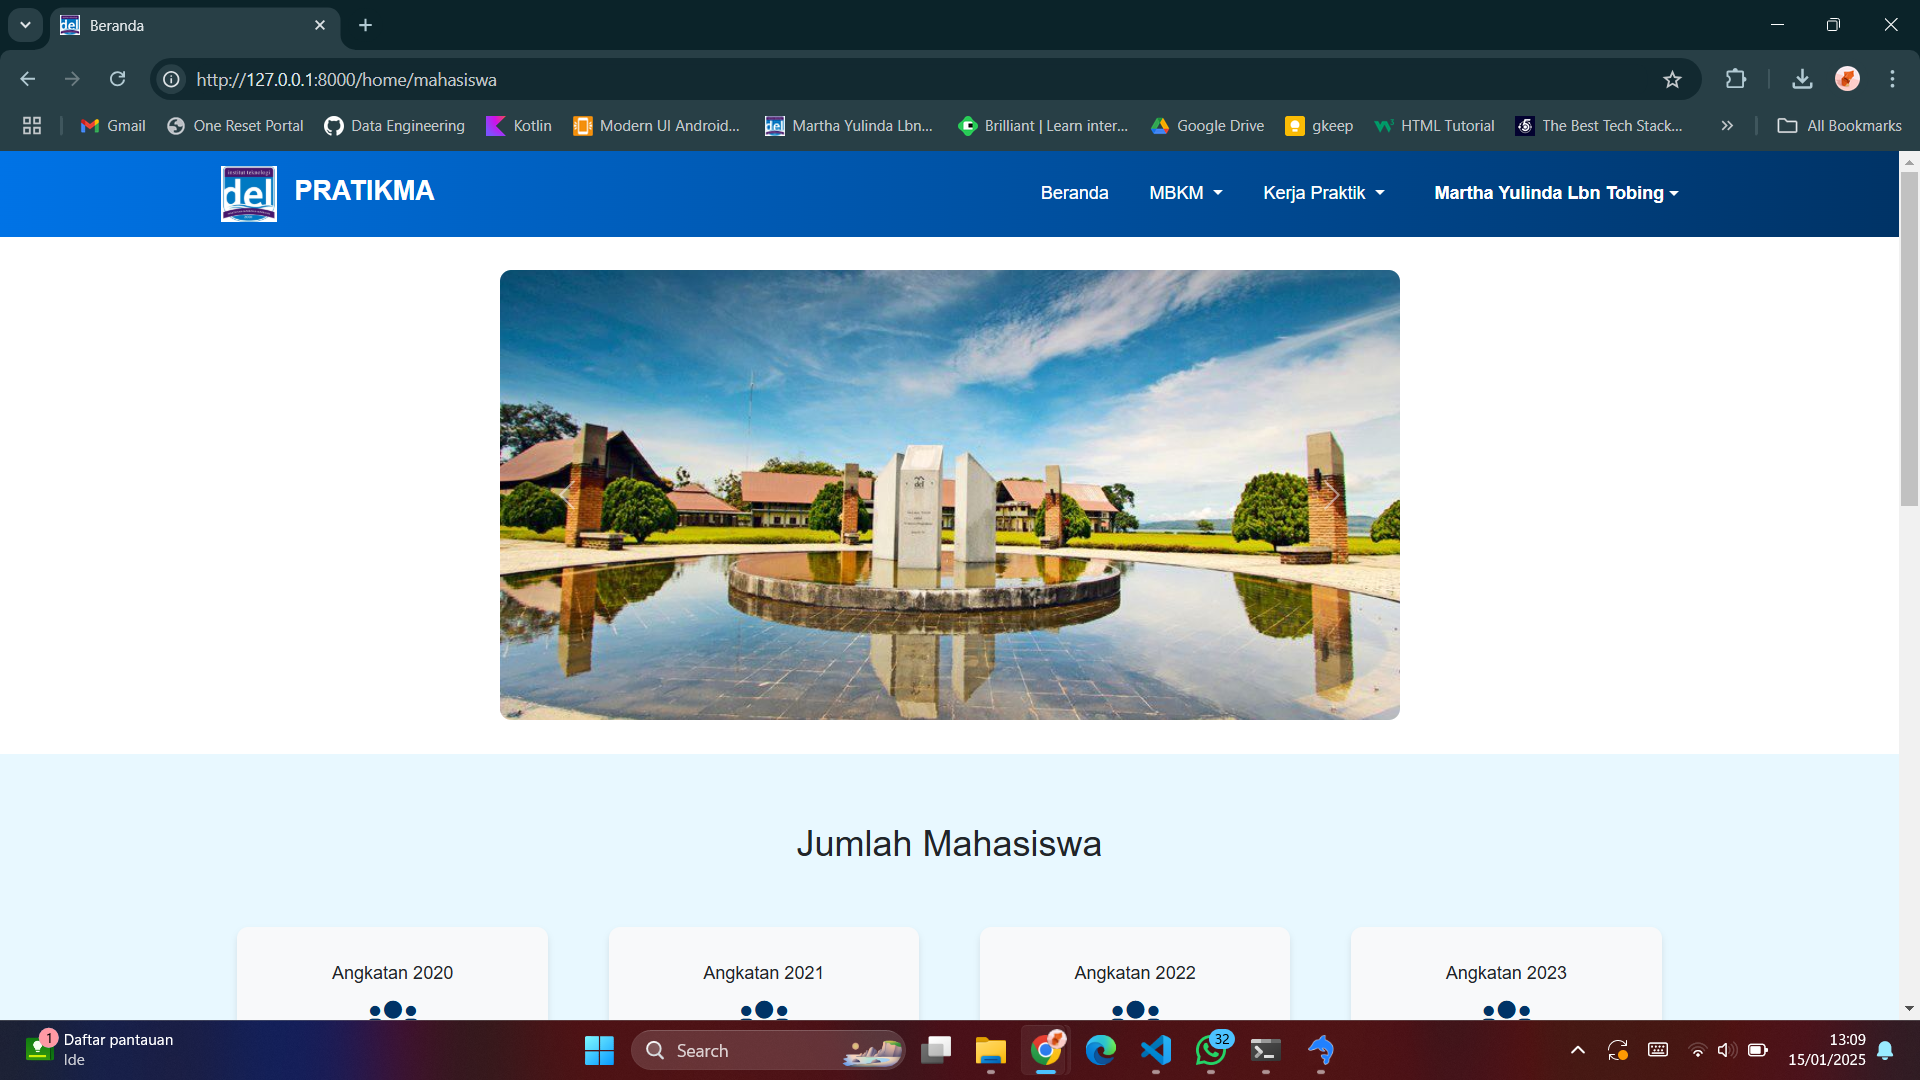 Beranda
http://127.0.0.1:8000/home/mahasiswa
Gmail
One Reset Portal
Data Engineering
Kotlin
Modern UI Android...
Martha Yulinda Lbn...
Brilliant | Learn inter...
Google Drive
gkeep
HTML Tutorial
The Best Tech Stack...
All Bookmarks
institut teknologi
del
PRATIKMA
Beranda
MBKM
Kerja Praktik
Martha Yulinda Lbn Tobing
del
Jumlah Mahasiswa
Angkatan 2020
Angkatan 2021
Angkatan 2022
Angkatan 2023
1
Daftar pantauan
Ide
Search
32
13:09
15/01/2025